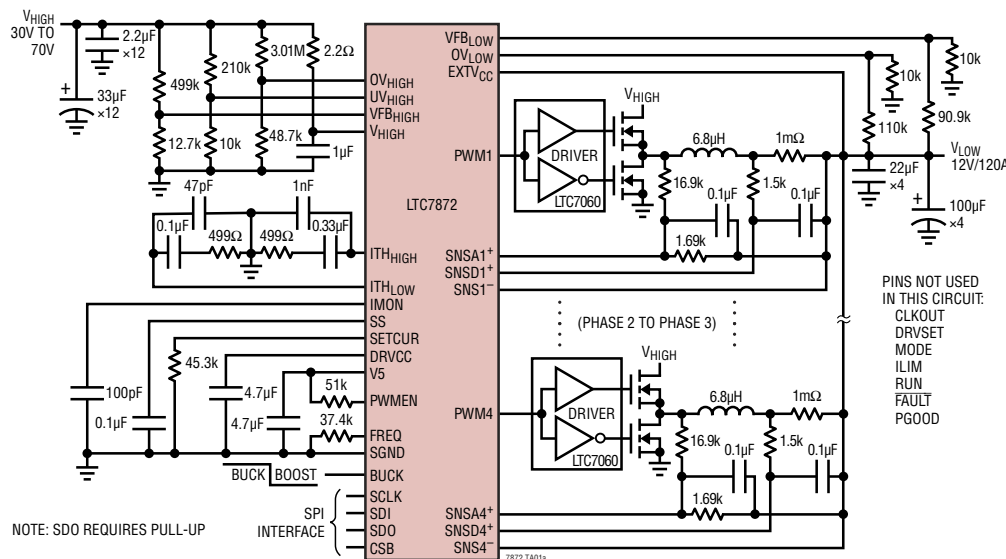 VHIGH
30V TO
70V
2.2µF
×12
33µF
×12
499k
210k
3.01M
2.2Ω
12.7k
10k
48.7k
1µF
OVHIGH
UVHIGH
VFBHIGH
VHIGH
47pF
1nF
0.1µF
499Ω
499Ω
0.33µF
ITHHIGH
ITHLOW
IMON
SS
SETCUR
DRVCC
V5
PWMEN
FREQ
SGND
BUCK
SCLK
SDI
SDO
CSB
45.3k
100pF
0.1µF
4.7µF
4.7µF
51k
37.4k
BUCK BOOST
SPI
INTERFACE
NOTE: SDO REQUIRES PULL-UP
LTC7872
VFBLOW
OVLOW
EXTVCC
PWM1
SNSA1+
SNSD1+
SNS1−
PWM4
SNSA4+
SNSD4+
SNS4−
VHIGH
DRIVER
LTC7060
6.8µH
1mΩ
16.9k
0.1µF
1.5k
0.1µF
1.69k
10k
10k
110k
90.9k
VLOW
12V/120A
22µF
×4
100µF
×4
(PHASE 2 TO PHASE 3)
VHIGH
DRIVER
LTC7060
6.8µH
1mΩ
16.9k
0.1µF
1.5k
0.1µF
1.69k
PINS NOT USED
IN THIS CIRCUIT:
CLKOUT
DRVSET
MODE
ILIM
RUN
FAULT
PGOOD
7872 TA01a